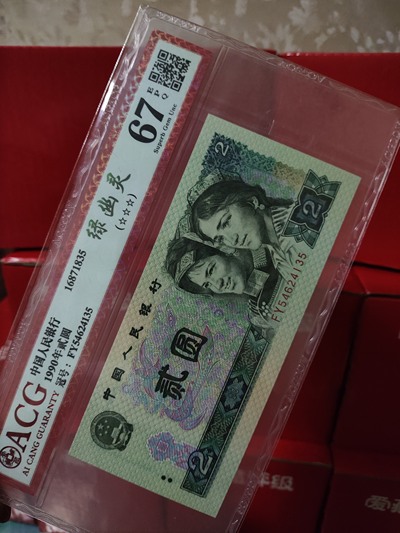 ACG
AI CANG GUARANTY
中国人民银行
1990年贰圆
冠号：FY54624135
16871835
绿幽灵
(☆☆☆)
67
EPQ
Superb Gem Unc
中国人民银行
贰圆
FY54624135
2
2
2